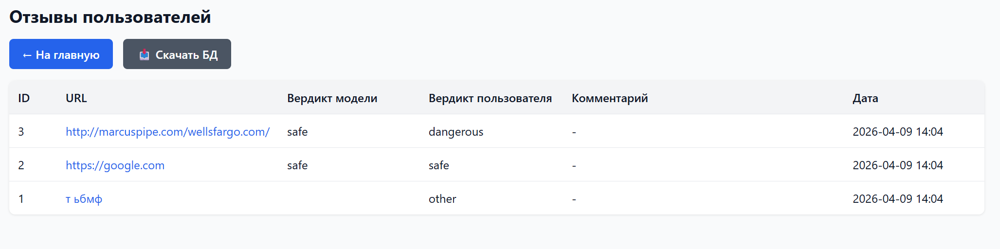 Отзывы пользователей
← На главную 📥 Скачать БД
ID URL Вердикт модели Вердикт пользователя Комментарий Дата
3 http://marcuspipe.com/wellsfargo.com/ safe dangerous - 2026-04-09 14:04
2 https://google.com safe safe - 2026-04-09 14:04
1 т ьбмф other - 2026-04-09 14:04